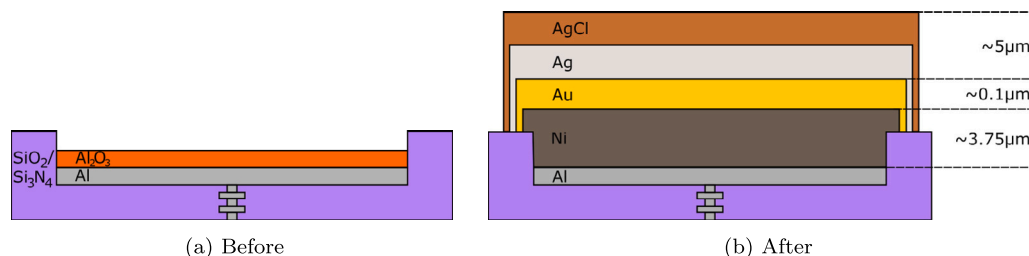 SiO₂/
Si₃N₄
Al₂O₃
Al
AgCl
Ag
Au
Ni
Al
~5μm
~0.1μm
~3.75μm
(a) Before
(b) After